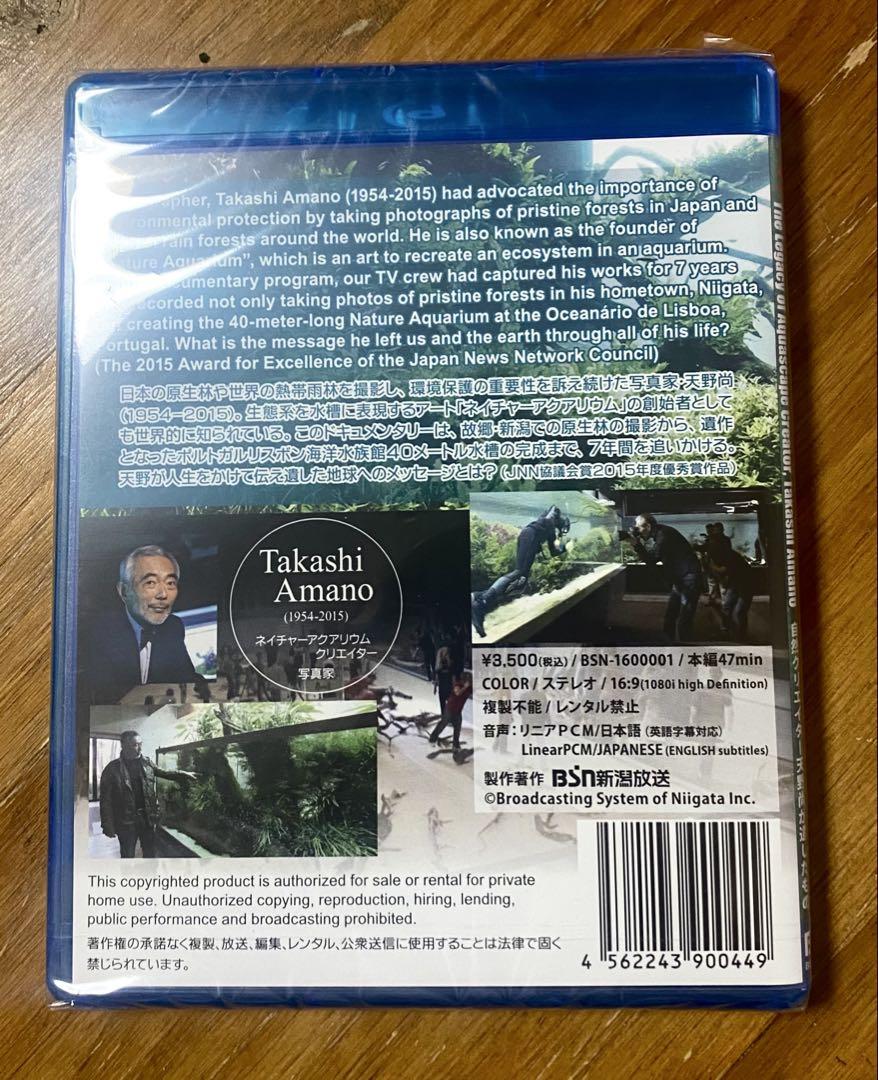 apher, Takashi Amano (1954-2015) had advocated the importance of
ronmental protection by taking photographs of pristine forests in Japan and
rain forests around the world. He is also known as the founder of
ture Aquarium", which is an art to recreate an ecosystem in an aquarium.
cumentary program, our TV crew had captured his works for 7 years
recorded not only taking photos of pristine forests in his hometown, Niigata,
creating the 40-meter-long Nature Aquarium at the Oceanário de Lisboa,
ortugal. What is the message he left us and the earth through all of his life?
(The 2015 Award for Excellence of the Japan News Network Council)
日本の原生林や世界の熱帯雨林を撮影し、環境保護の重要性を訴え続けた写真家・天野尚
(1954-2015)。生態系を水槽に表現するアート「ネイチャーアクアリウム」の創始者として
も世界的に知られている。このドキュメンタリーは、故郷・新潟での原生林の撮影から、遺作
となったポルトガルリスボン海洋水族館40メートル水槽の完成まで、7年間を追いかける。
天野が人生をかけて伝え遺した地球へのメッセージとは?(JNN協議会賞2015年度優秀賞作品)
Takashi
Amano
(1954-2015)
ネイチャーアクアリウム
クリエイター
写真家
¥3,500(税込) / BSN-1600001 / 本編47min
COLOR / ステレオ / 16:9(1080i high Definition)
複製不能 / レンタル禁止
音声：リニアPCM/日本語 (英語字幕対応)
LinearPCM/JAPANESE (ENGLISH subtitles)
製作著作 BSn新潟放送
©Broadcasting System of Niigata Inc.
This copyrighted product is authorized for sale or rental for private
home use. Unauthorized copying, reproduction, hiring, lending,
public performance and broadcasting prohibited.
著作権の承諾なく複製、放送、編集、レンタル、公衆送信に使用することは法律で固く
禁じられています。
4 562243 900449
The Legacy of Aquascape Creator, Takashi Amano